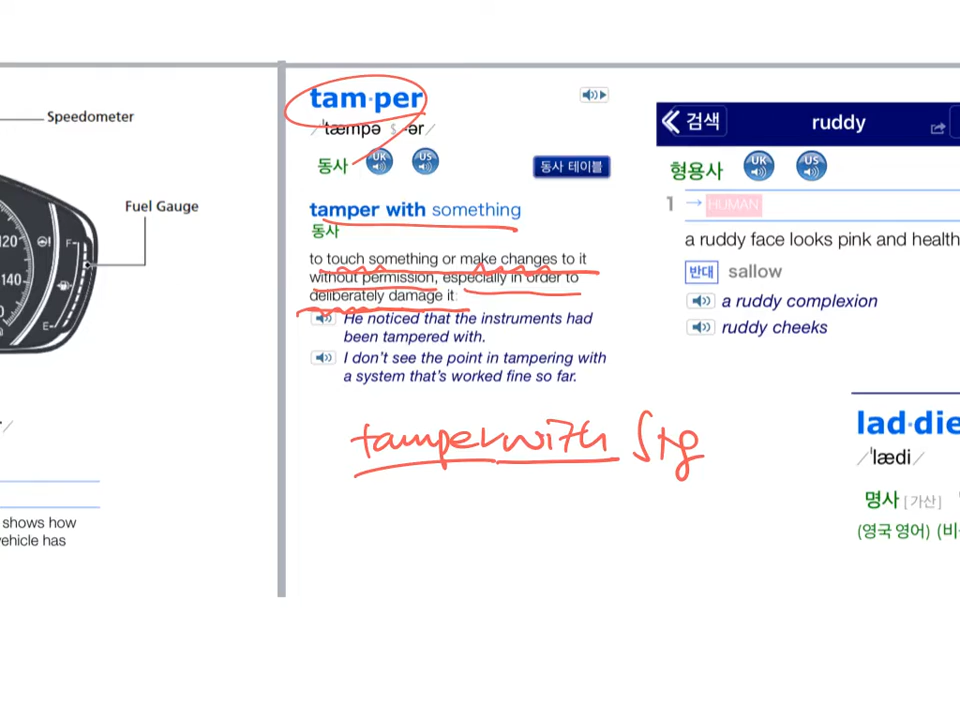 Speedometer
Fuel Gauge
120
140
0
F
E
/
shows how
vehicle has
tam·per
/ˈtæmpə $ -ər/
동사 UK US 동사 테이블
tamper with something
동사
to touch something or make changes to it
without permission, especially in order to
deliberately damage it:
He noticed that the instruments had
been tampered with.
I don't see the point in tampering with
a system that's worked fine so far.
tamper with Stg
검색 ruddy
형용사 UK US
1 → HUMAN
a ruddy face looks pink and health
반대 sallow
a ruddy complexion
ruddy cheeks
lad·die
/ˈlædi/
명사 [가산]
(영국 영어) (비